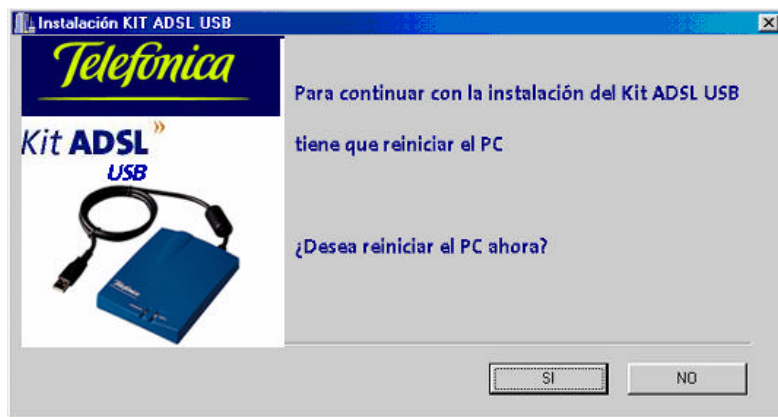 Instalación KIT ADSL USB
Telefónica
Kit ADSL
USB
Telefónica
Para continuar con la instalación del Kit ADSL USB
tiene que reiniciar el PC
¿Desea reiniciar el PC ahora?
SI
NO